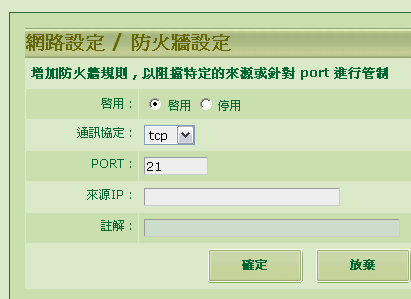 網路設定 / 防火牆設定
增加防火牆規則，以阻擋特定的來源或針對 port 進行管制
啓用： 啓用 停用
通訊協定： tcp
PORT： 21
來源IP：
註解：
確定 放棄